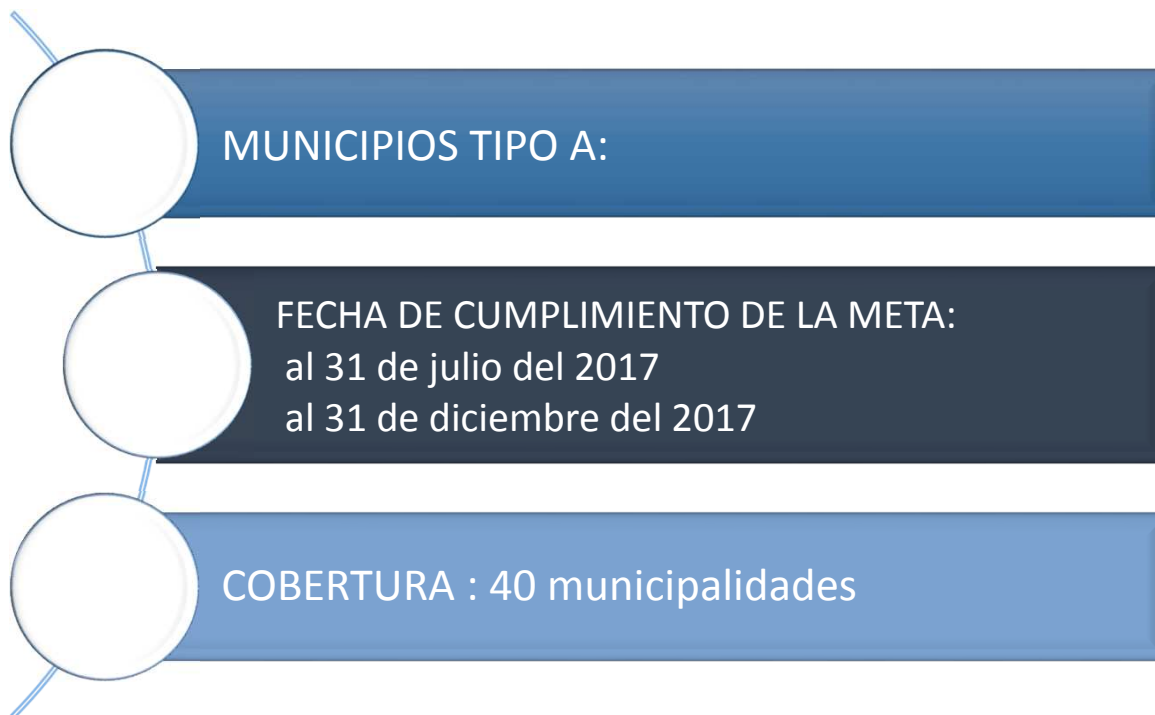 MUNICIPIOS TIPO A:
FECHA DE CUMPLIMIENTO DE LA META:
al 31 de julio del 2017
al 31 de diciembre del 2017
COBERTURA : 40 municipalidades